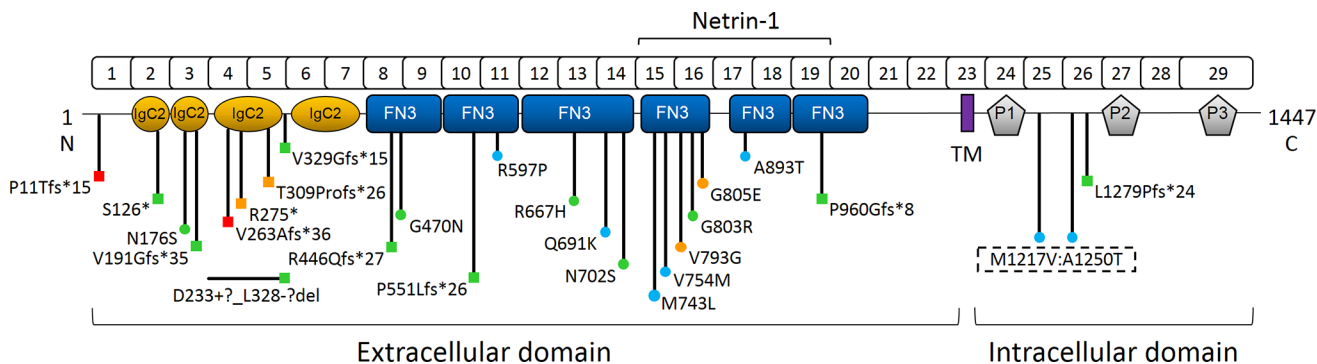 Netrin-1
1 2 3 4 5 6 7 8 9 10 11 12 13 14 15 16 17 18 19 20 21 22 23 24 25 26 27 28 29
1 IgC2 IgC2 IgC2 IgC2 FN3 FN3 FN3 FN3 FN3 FN3 P1 P2 P3 1447
N TM C
V329Gfs*15
R597P
A893T
P11Tfs*15
T309Profs*26
G805E
L1279Pfs*24
S126*
R275*
R667H
P960Gfs*8
G470N
G803R
N176S
V263Afs*36
Q691K
V191Gfs*35
R446Qfs*27
V793G
M1217V:A1250T
N702S
V754M
D233+?_L328-?del
P551Lfs*26
M743L
Extracellular domain
Intracellular domain